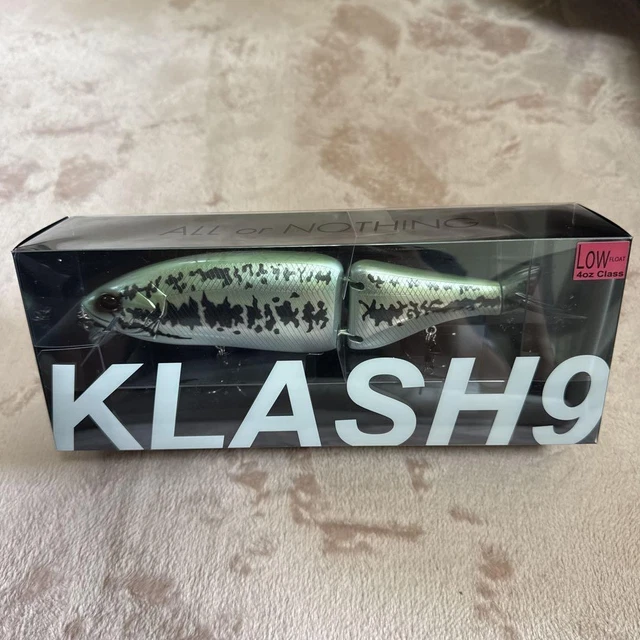 ALL or NOTHING
LOW FLOAT
4oz Class
KLASH9